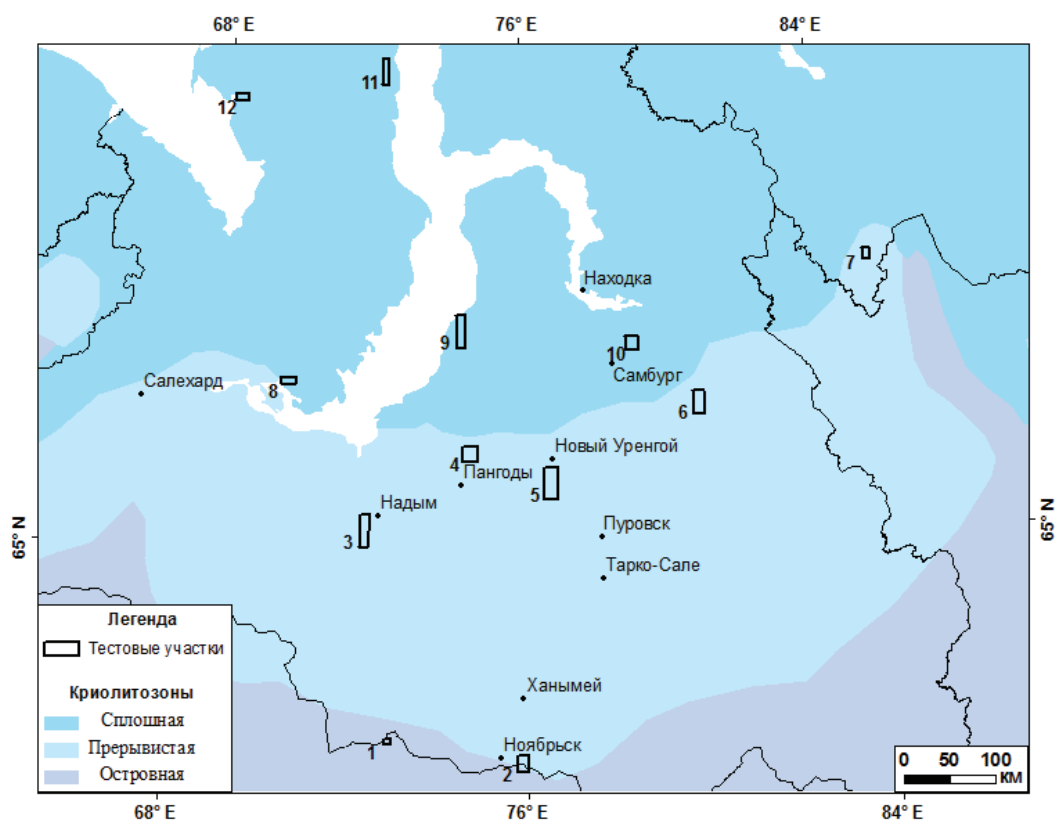 68° E 76° E 84° E
11
12
7
Находка
9
10
Самбург
Салехард
8
6
Новый Уренгой
4
Пангоды
5
Надым
65° N
3
Пуровск
65° N
Тарко-Сале
Легенда
Тестовые участки
Криолитозоны
Сплошная
Прерывистая
Островная
Ханымей
1
Ноябрьск
2
0 50 100
КМ
68° E 76° E 84° E